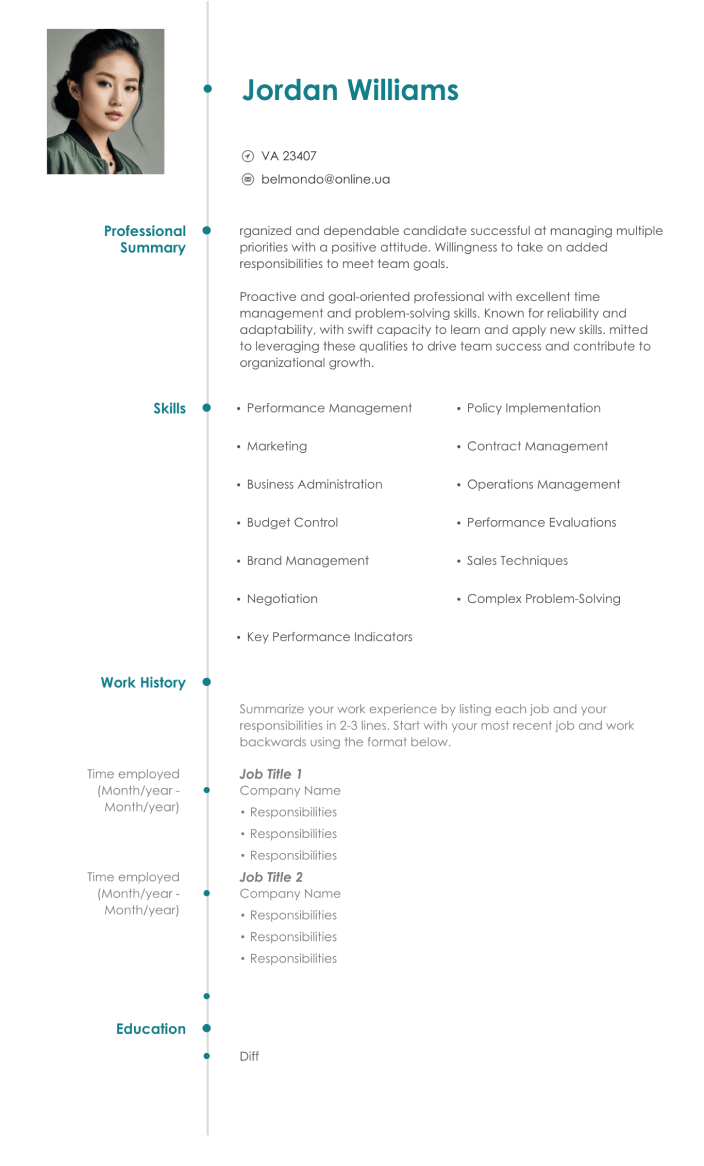 Jordan Williams
VA 23407
belmondo@online.ua
Professional
Summary
rganized and dependable candidate successful at managing multiple
priorities with a positive attitude. Willingness to take on added
responsibilities to meet team goals.
Proactive and goal-oriented professional with excellent time
management and problem-solving skills. Known for reliability and
adaptability, with swift capacity to learn and apply new skills. mitted
to leveraging these qualities to drive team success and contribute to
organizational growth.
Skills
• Performance Management
• Policy Implementation
• Marketing
• Contract Management
• Business Administration
• Operations Management
• Budget Control
• Performance Evaluations
• Brand Management
• Sales Techniques
• Negotiation
• Complex Problem-Solving
• Key Performance Indicators
Work History
Summarize your work experience by listing each job and your
responsibilities in 2-3 lines. Start with your most recent job and work
backwards using the format below.
Time employed
(Month/year -
Month/year)
Job Title 1
Company Name
• Responsibilities
• Responsibilities
• Responsibilities
Time employed
(Month/year -
Month/year)
Job Title 2
Company Name
• Responsibilities
• Responsibilities
• Responsibilities
Education
Diff